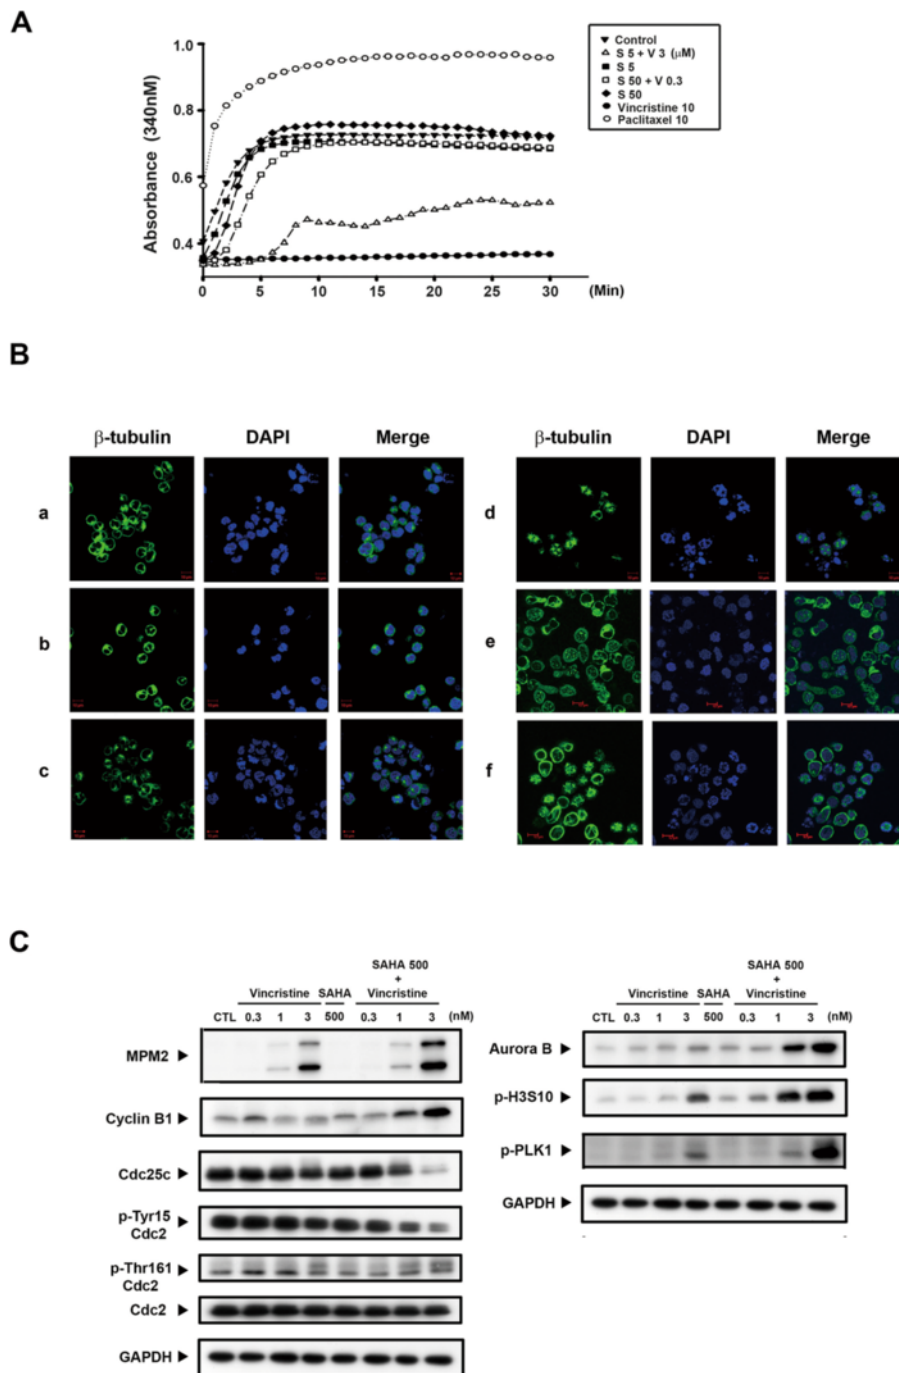 A
Absorbance (340nM)
1.0
0.8
0.6
0.4
0 5 10 15 20 25 30 (Min)
Control
S 5 + V 3 (μM)
S 5
S 50 + V 0.3
S 50
Vincristine 10
Paclitaxel 10
B
β-tubulin DAPI Merge
a
b
c
β-tubulin DAPI Merge
d
e
f
C
SAHA 500
+
Vincristine SAHA Vincristine
CTL 0.3 1 3 500 0.3 1 3 (nM)
MPM2
Cyclin B1
Cdc25c
p-Tyr15
Cdc2
p-Thr161
Cdc2
Cdc2
GAPDH
SAHA 500
+
Vincristine SAHA Vincristine
CTL 0.3 1 3 500 0.3 1 3 (nM)
Aurora B
p-H3S10
p-PLK1
GAPDH